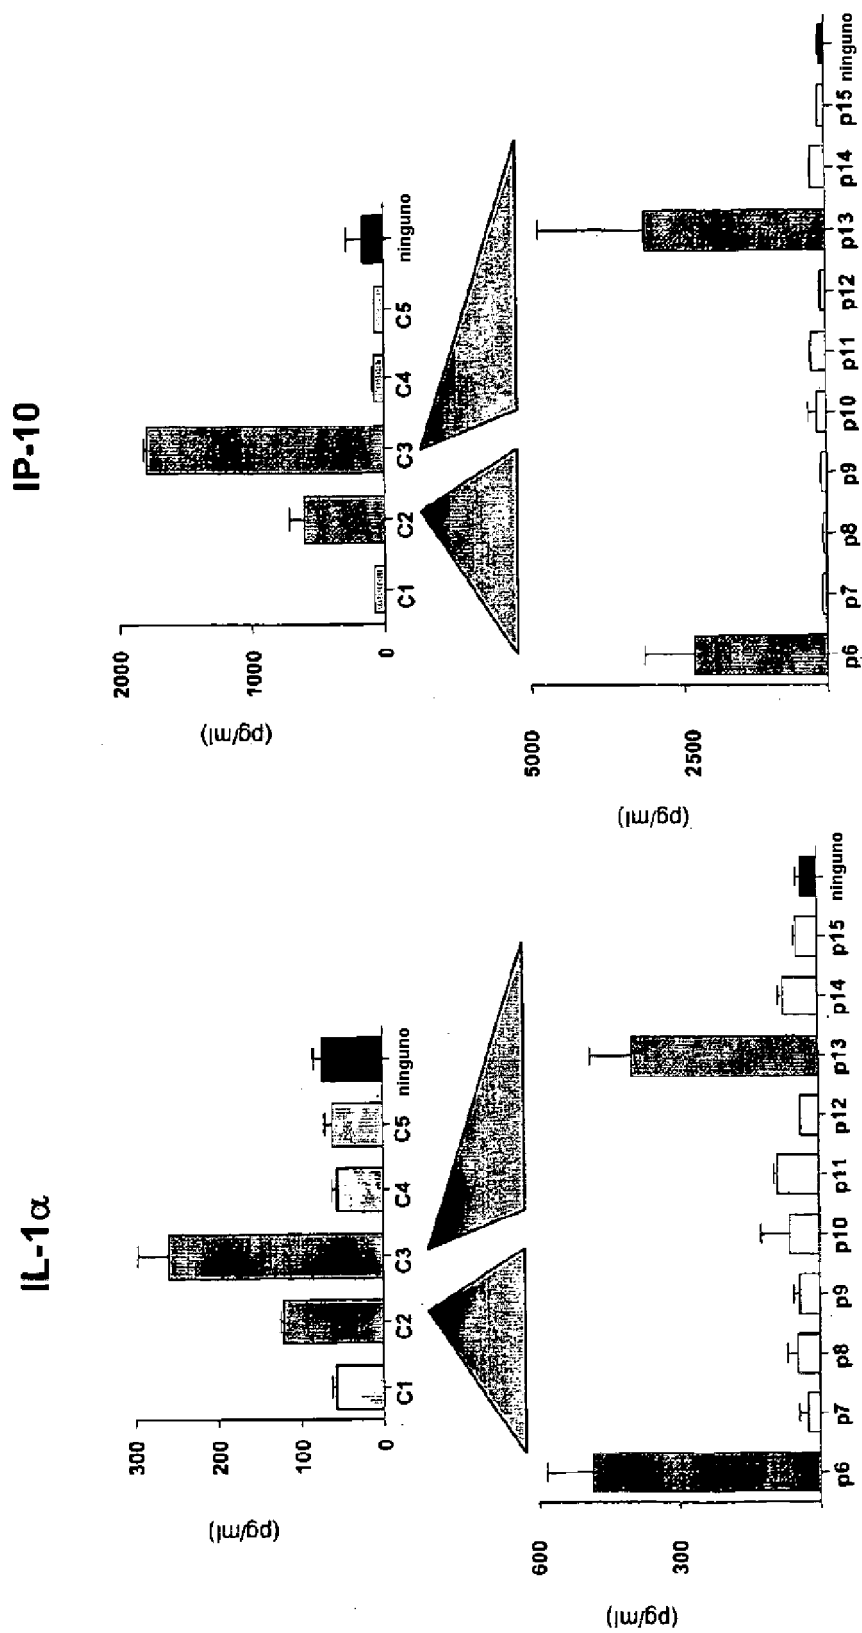 IL-1α
(pg/ml)
300
200
100
0
C1 C2 C3 C4 C5 ninguno
(pg/ml)
600
300
p6 p7 p8 p9 p10 p11 p12 p13 p14 p15 ninguno
IP-10
(pg/ml)
2000
1000
0
C1 C2 C3 C4 C5 ninguno
(pg/ml)
5000
2500
p6 p7 p8 p9 p10 p11 p12 p13 p14 p15 ninguno